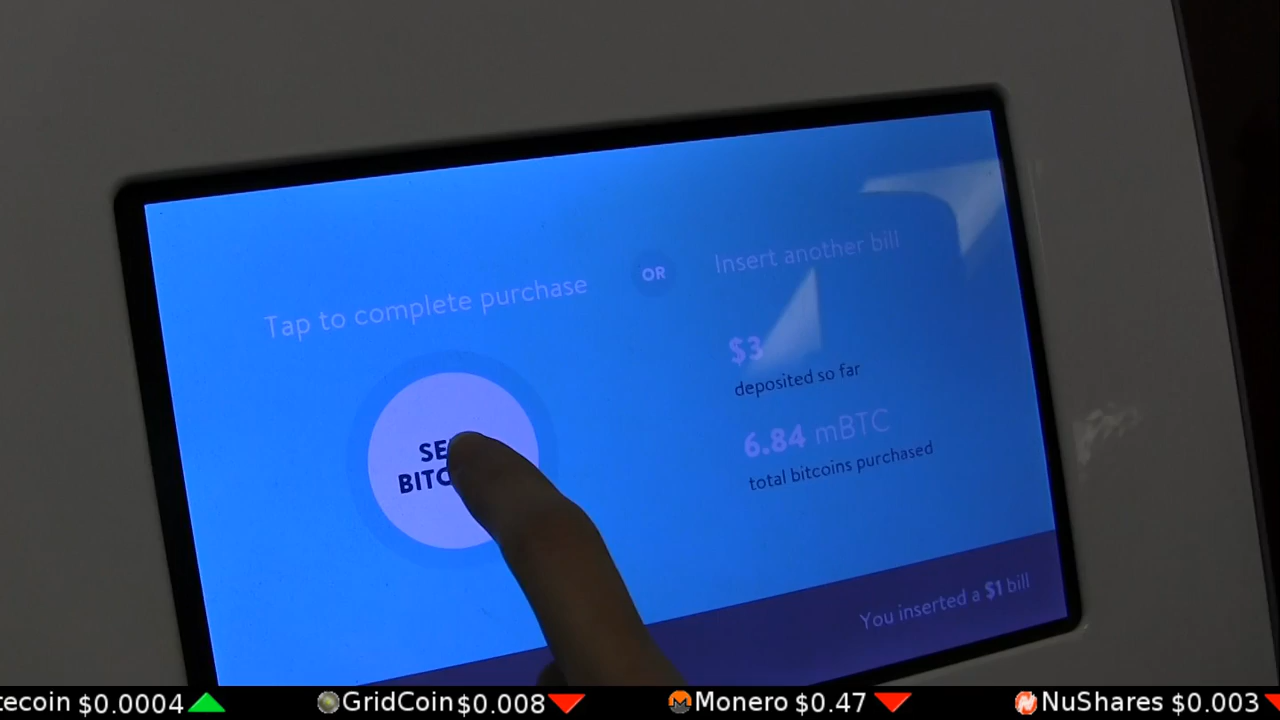 Tap to complete purchase
OR
Insert another bill
$3
deposited so far
6.84 mBTC
total bitcoins purchased
You inserted a $1 bill
tecoin $0.0004
GridCoin $0.008
Monero $0.47
NuShares $0.003